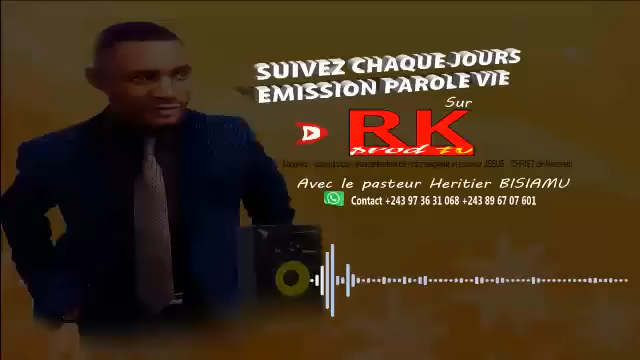 SUIVEZ CHAQUE JOURS
EMISSION PAROLE VIE
Sur
RK
prod tv
Avec le pasteur Heritier BISIAMU
Contact +243 97 36 31 068 +243 89 67 07 601